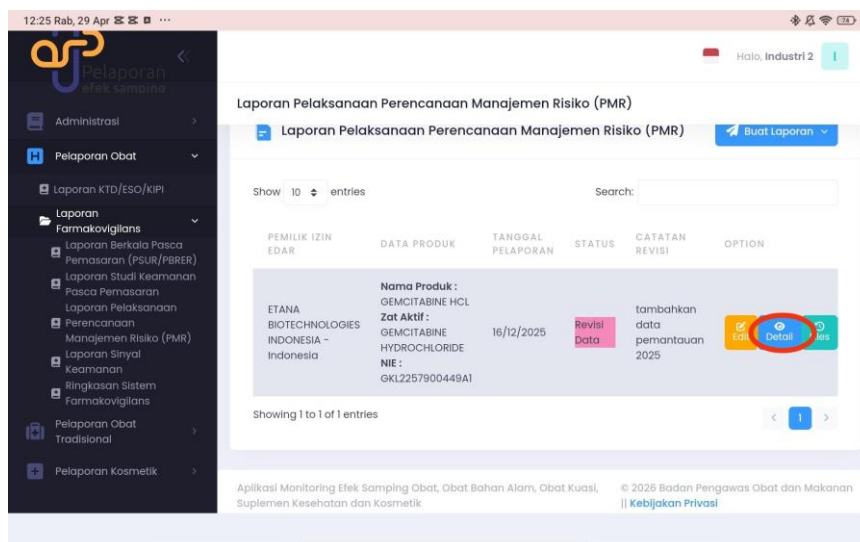 12:25 Rab, 29 Apr
74
Pelaporan
efek samping
Halo, Industri 2
I
Administrasi
Pelaporan Obat
Laporan KTD/ESO/KIPI
Laporan
Farmakovigilans
Laporan Berkala Pasca
Pemasaran (PSUR/PBRER)
Laporan Studi Keamanan
Pasca Pemasaran
Laporan Pelaksanaan
Perencanaan
Manajemen Risiko (PMR)
Laporan Sinyal
Keamanan
Ringkasan Sistem
Farmakovigilans
Pelaporan Obat
Tradisional
Pelaporan Kosmetik
Laporan Pelaksanaan Perencanaan Manajemen Risiko (PMR)
Laporan Pelaksanaan Perencanaan Manajemen Risiko (PMR)
Buat Laporan
Show 10 entries
Search:
PEMILIK IZIN
EDAR
DATA PRODUK
TANGGAL
PELAPORAN
STATUS
CATATAN
REVISI
OPTION
ETANA
BIOTECHNOLOGIES
INDONESIA -
Indonesia
Nama Produk :
GEMCITABINE HCL
Zat Aktif :
GEMCITABINE
HYDROCHLORIDE
NIE :
GKL2257900449A1
16/12/2025
Revisi
Data
tambahkan
data
pemantauan
2025
Detail
Showing 1 to 1 of 1 entries
< 1 >
Aplikasi Monitoring Efek Samping Obat, Obat Bahan Alam, Obat Kuasi,
Suplemen Kesehatan dan Kosmetik
© 2026 Badan Pengawas Obat dan Makanan
|| Kebijakan Privasi